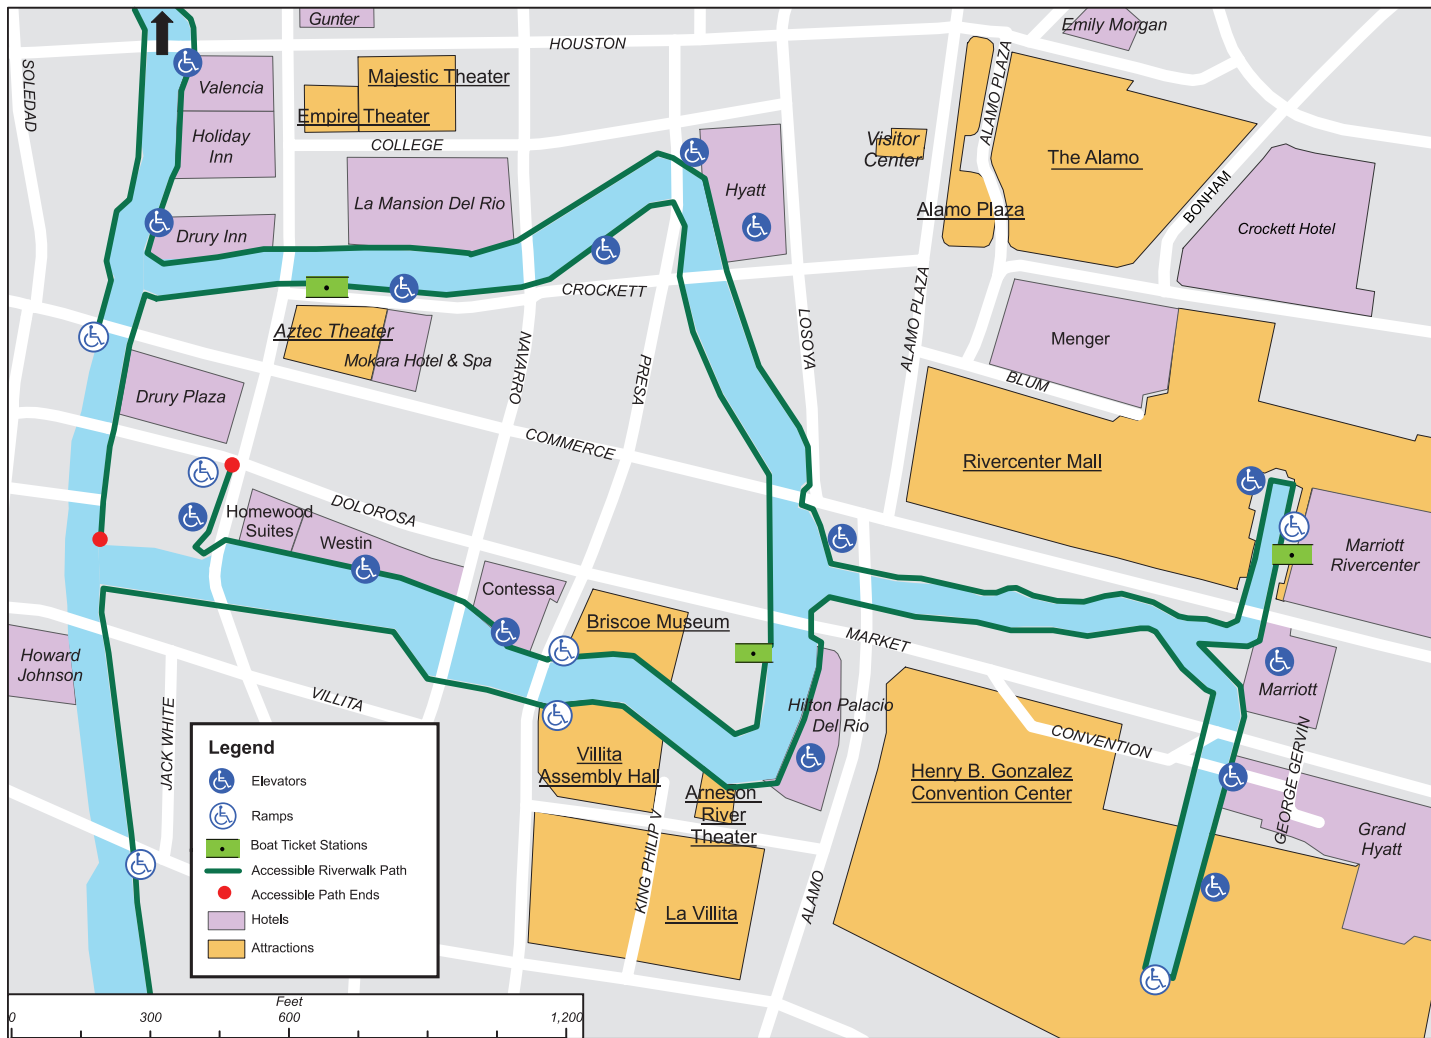 Gunter
Emily Morgan
HOUSTON
SOLEDAD
Valencia
Majestic Theater
Empire Theater
ALAMO PLAZA
Holiday
Inn
COLLEGE
Visitor
Center
The Alamo
BONHAM
La Mansion Del Rio
Hyatt
Alamo Plaza
Crockett Hotel
Drury Inn
CROCKETT
ALAMO PLAZA
Aztec Theater
Mokara Hotel & Spa
NAVARRO
PRESA
LOSOYA
Menger
BLUM
Drury Plaza
COMMERCE
Rivercenter Mall
DOLOROSA
Homewood
Suites
Westin
Marriott
Rivercenter
Contessa
Briscoe Museum
MARKET
Howard
Johnson
VILLITA
JACK WHITE
Hilton Palacio
Del Rio
Marriott
CONVENTION
GEORGE GERVIN
Villita
Assembly Hall
Arneson
River
Theater
Henry B. Gonzalez
Convention Center
Grand
Hyatt
KING PHILIP V
La Villita
ALAMO
Legend
Elevators
Ramps
Boat Ticket Stations
Accessible Riverwalk Path
Accessible Path Ends
Hotels
Attractions
Feet
0 300 600 1,200